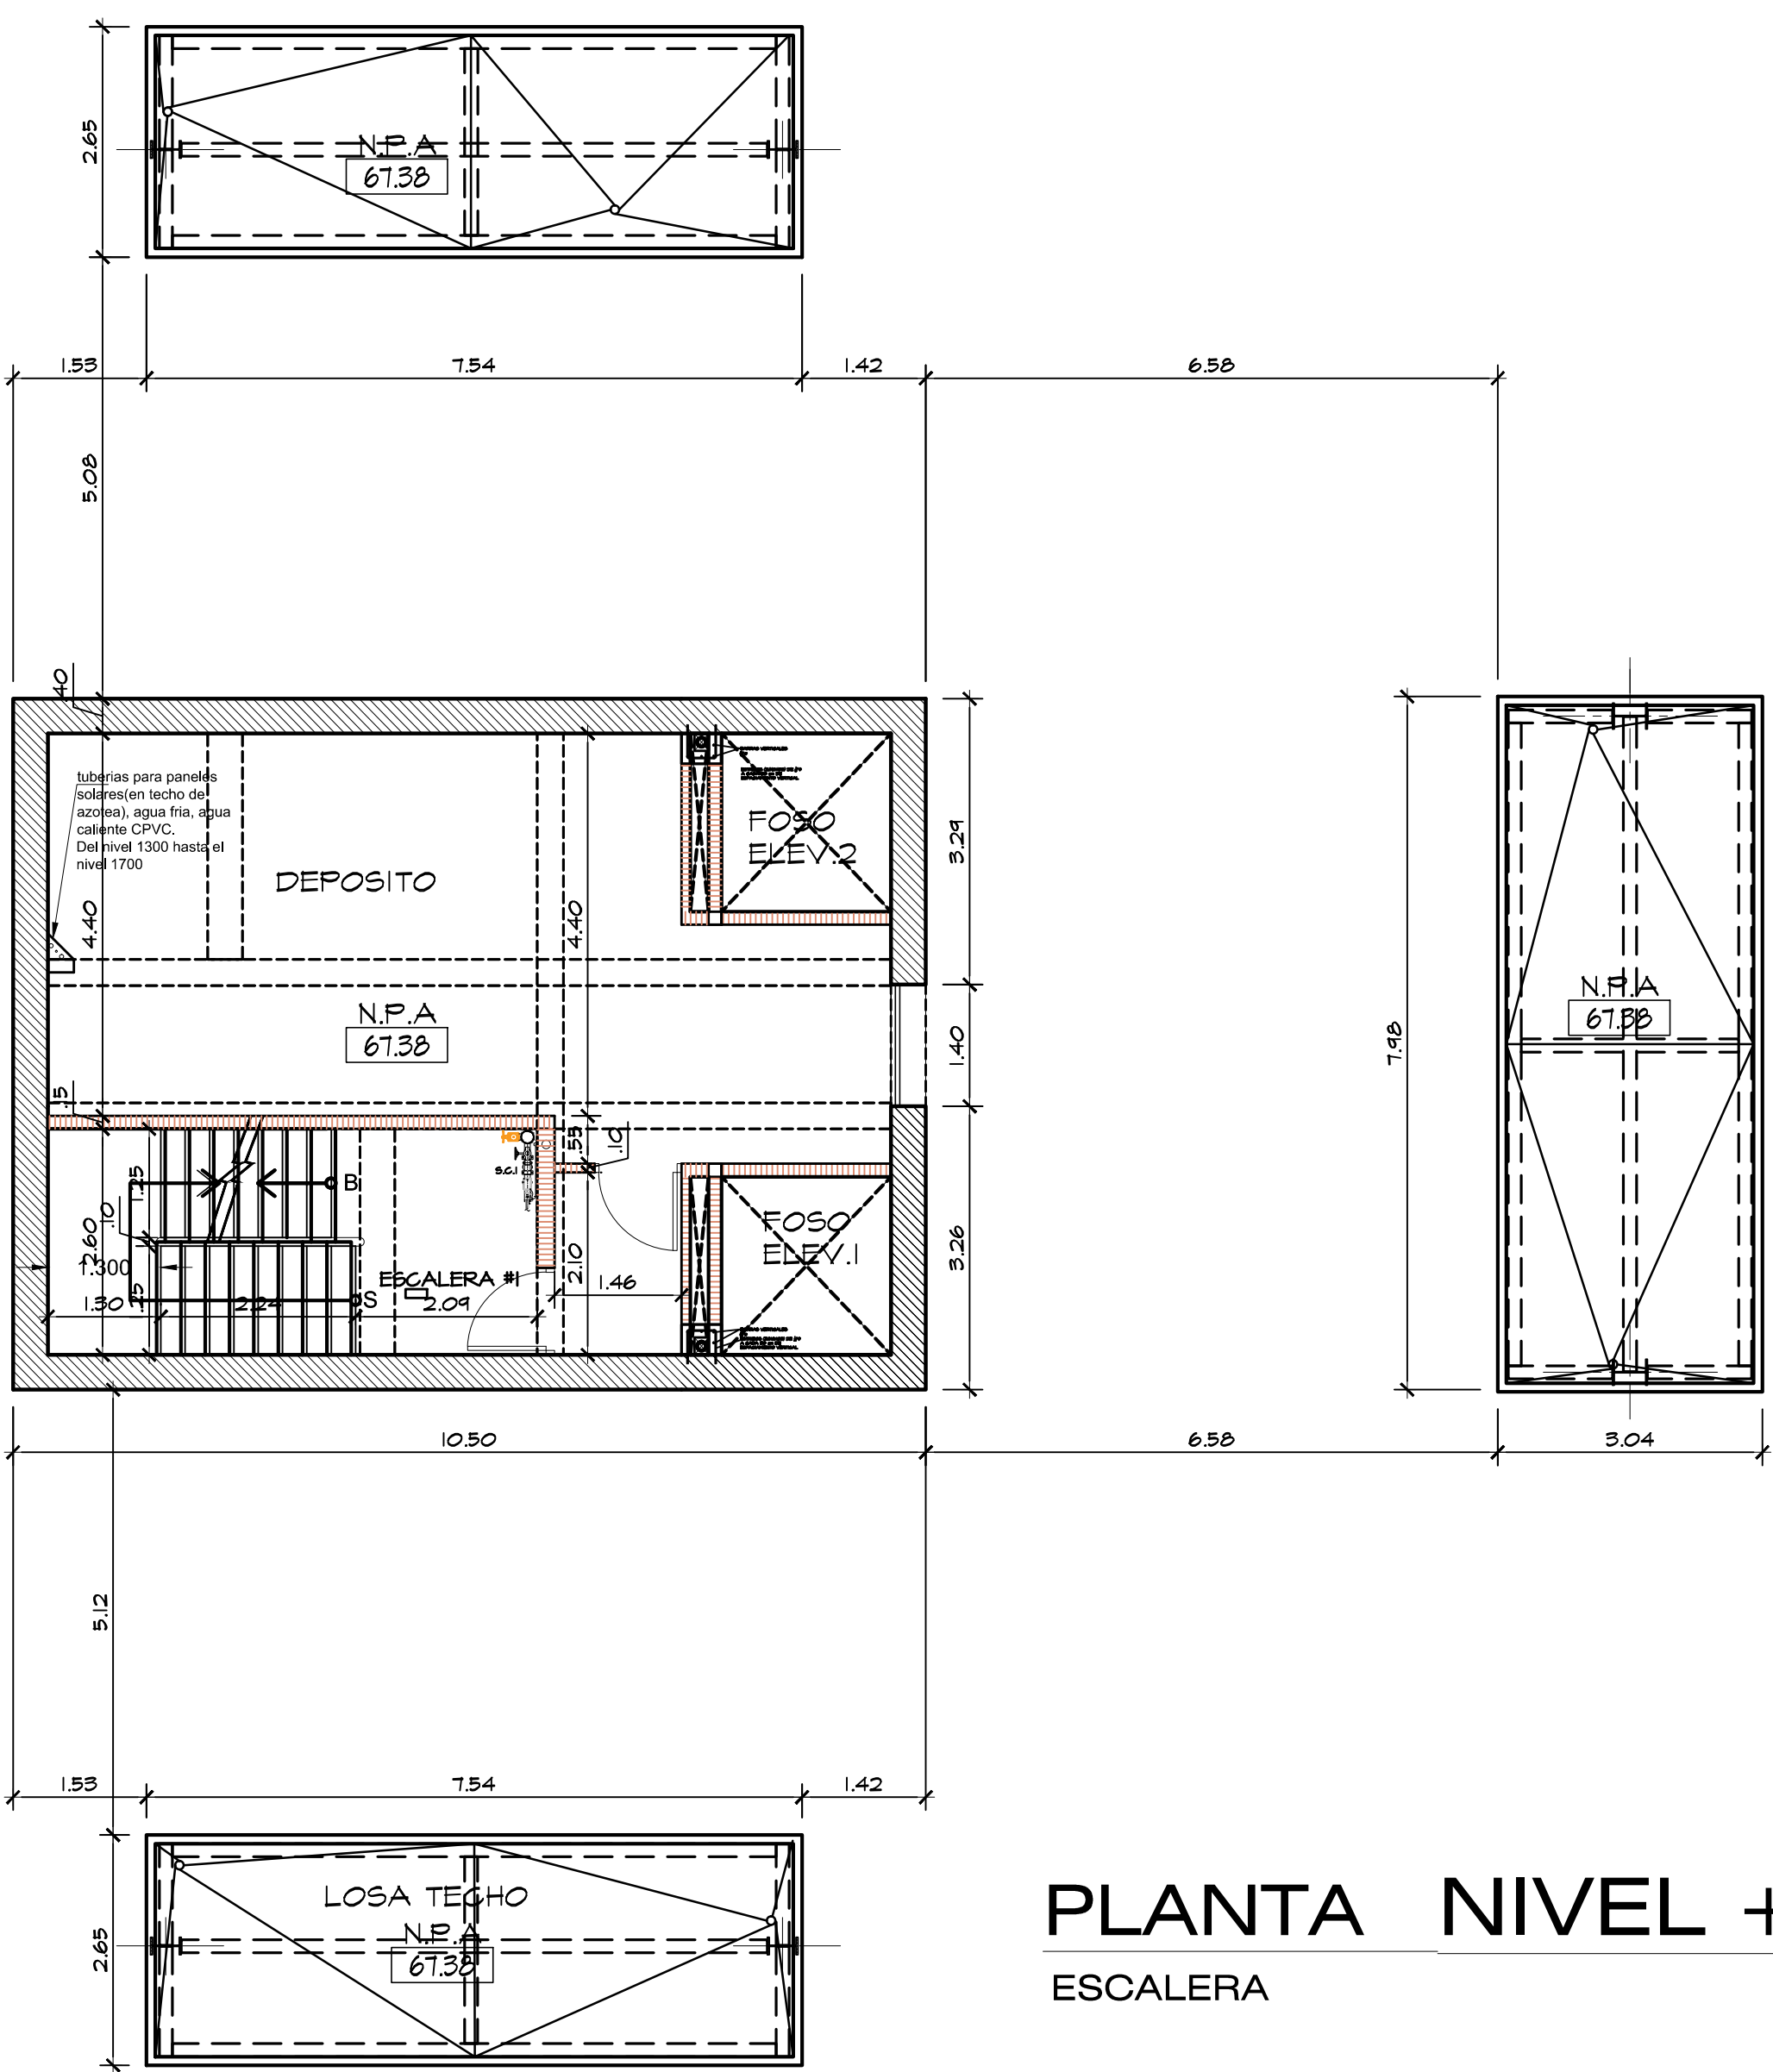 2.65
N.P.A
67.38
1.53
7.54
1.42
6.58
5.08
.40
tuberias para paneles
solares(en techo de
azotea), agua fria, agua
caliente CPVC.
Del nivel 1300 hasta el
nivel 1700
FOSO
ELEV.2
DEPOSITO
3.29
4.40
4.40
N.P.A
67.38
1.40
N.P.A
67.38
7.98
.15
.55
.10
S.C.I
1.25
B
.10
2.60
1.300
FOSO
ELEV.1
3.26
2.10
ESCALERA #1
1.46
1.30
1.25
2.24
S
2.09
10.50
6.58
3.04
5.12
1.53
7.54
1.42
LOSA TECHO
N.P.A
67.38
2.65
PLANTA NIVEL +
ESCALERA